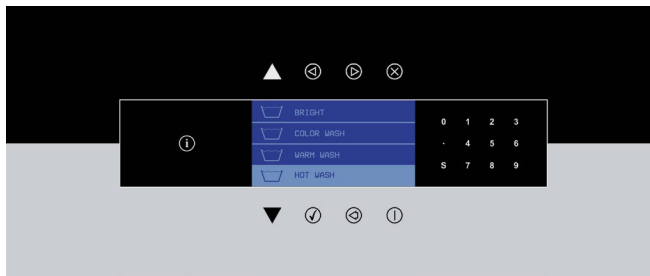 BRIGHT
COLOR WASH
WARM WASH
HOT WASH
i
0 1 2 3
· 4 5 6
S 7 8 9